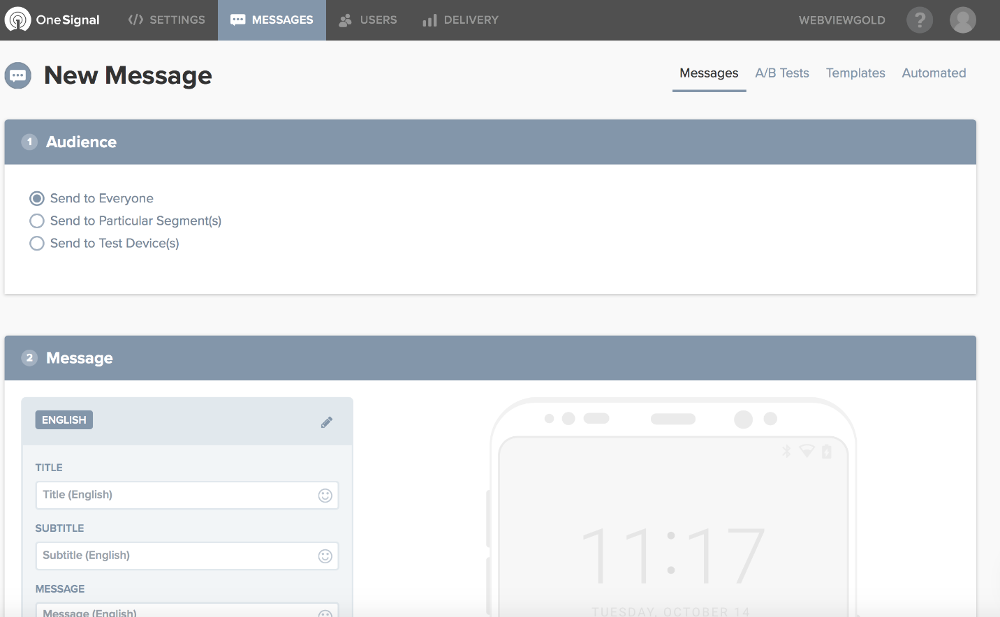 OneSignal
SETTINGS
MESSAGES
USERS
DELIVERY
WEBVIEWGOLD
?
New Message
Messages
A/B Tests
Templates
Automated
1 Audience
Send to Everyone
Send to Particular Segment(s)
Send to Test Device(s)
2 Message
ENGLISH
TITLE
Title (English)
SUBTITLE
Subtitle (English)
MESSAGE
Message (English)
11:17
TUESDAY, OCTOBER 14